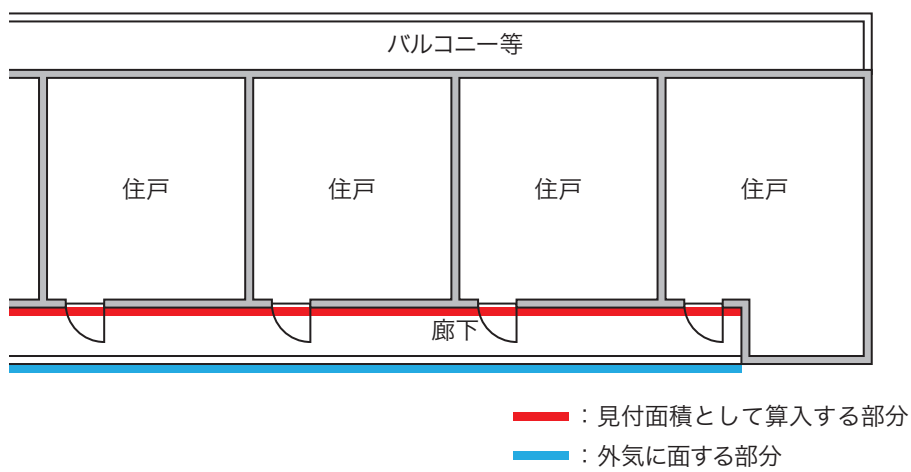 バルコニー等
住戸
住戸
住戸
住戸
廊下
：見付面積として算入する部分
：外気に面する部分